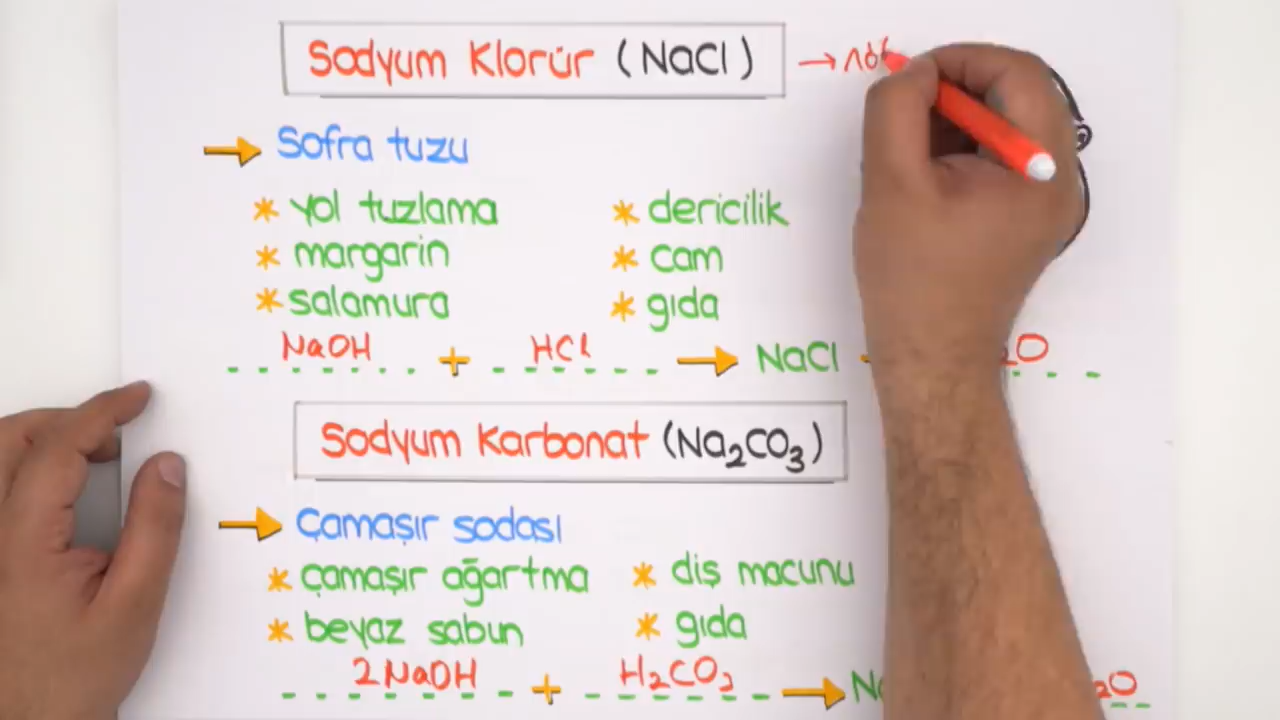 Sodyum Klorür (NaCl) →
→ Sofra tuzu
* yol tuzlama * dericilik
* margarin * cam
* salamura * gıda
NaOH + HCl → NaCl
Sodyum Karbonat (Na₂CO₃)
→ Çamaşır sodası
* çamaşır ağartma * diş macunu
* beyaz sabun * gıda
2NaOH + H₂CO₃ →